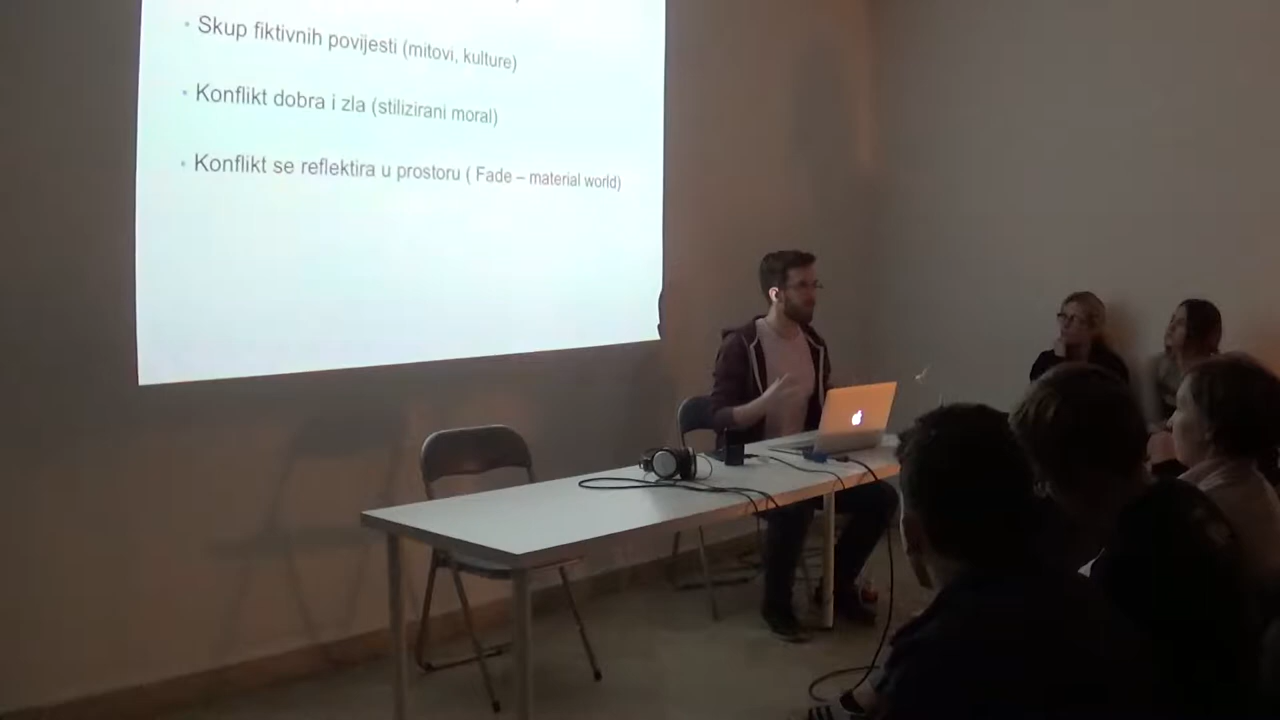 Skup fiktivnih povijesti (mitovi, kulture)
Konflikt dobra i zla (stilizirani moral)
Konflikt se reflektira u prostoru ( Fade – material world)